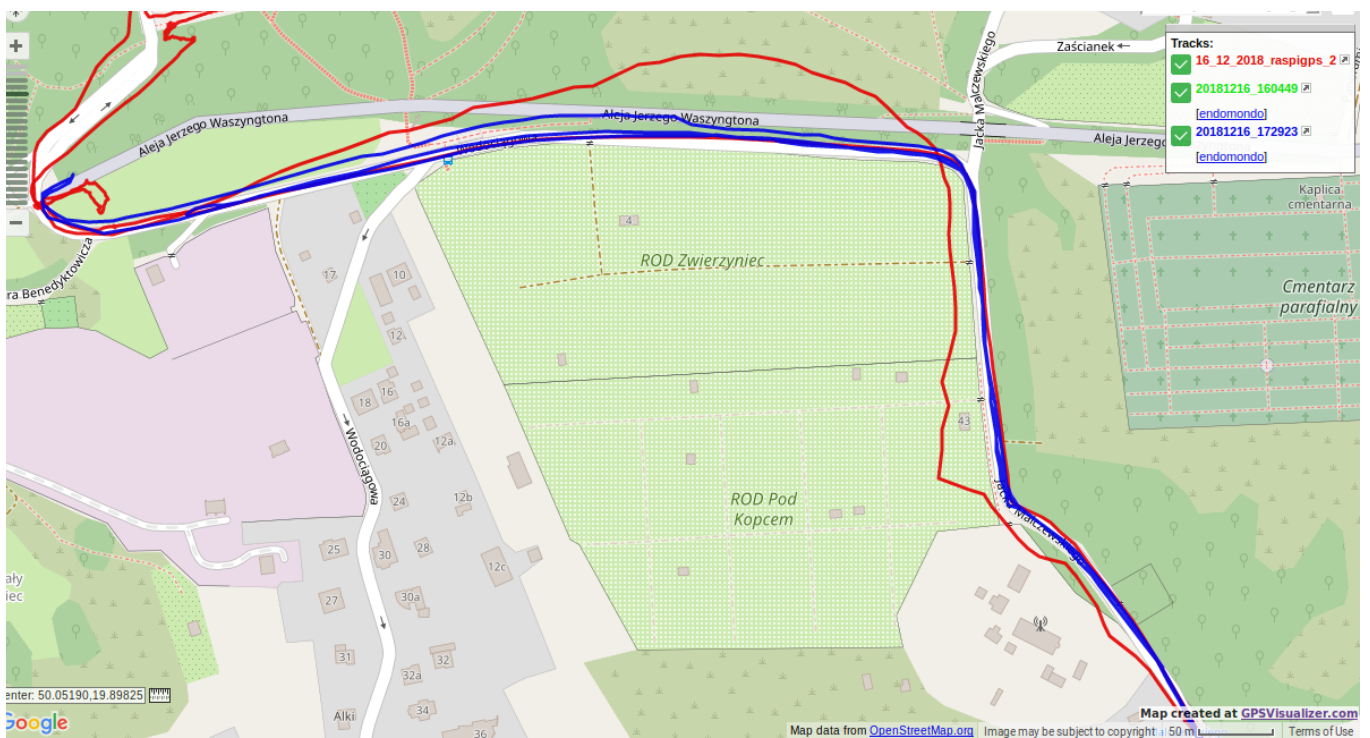 Tracks:
16_12_2018_raspigps_2
20181216_160449
[endomondo]
20181216_172923
[endomondo]
Zaścianek
Jacka Malczewskiego
Aleja Jerzego Waszyngtona
Aleja Jerzego Waszyngtona
Aleja Jerzego
Wodociągowa
Kaplica
cmentarna
4
ROD Zwierzyniec
Cmentarz
parafialny
ra Benedyktowicza
17
10
12
16
18
16a
20
12a
43
Wodociągowa
ROD Pod
Kopcem
24
12b
Jacka Malczewskiego
25
30
28
12c
ały
iec
27
30a
31
32
32a
34
Alki
36
enter: 50.05190,19.89825
Google
Map created at GPSVisualizer.com
Map data from OpenStreetMap.org
Image may be subject to copyright
50 m
Terms of Use